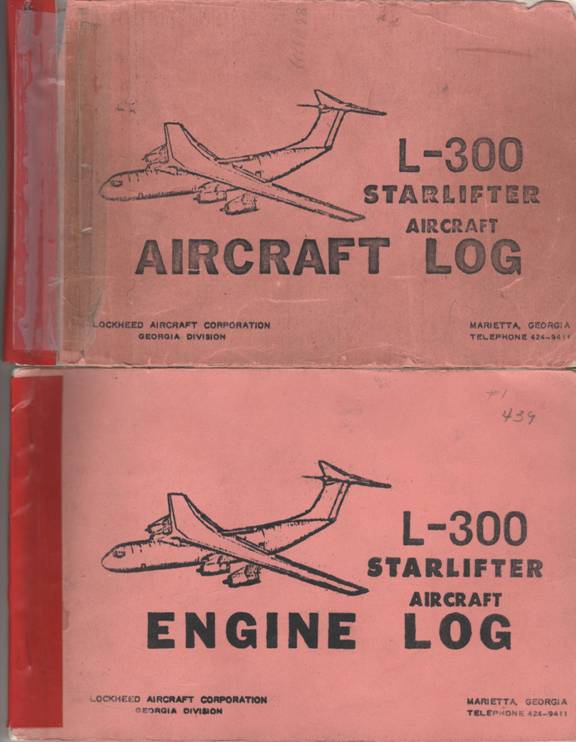 L-300
STARLIFTER
AIRCRAFT
AIRCRAFT LOG
LOCKHEED AIRCRAFT CORPORATION
GEORGIA DIVISION
MARIETTA, GEORGIA
TELEPHONE 424-9411
#1
439
L-300
STARLIFTER
AIRCRAFT
ENGINE LOG
LOCKHEED AIRCRAFT CORPORATION
GEORGIA DIVISION
MARIETTA, GEORGIA
TELEPHONE 424-9411